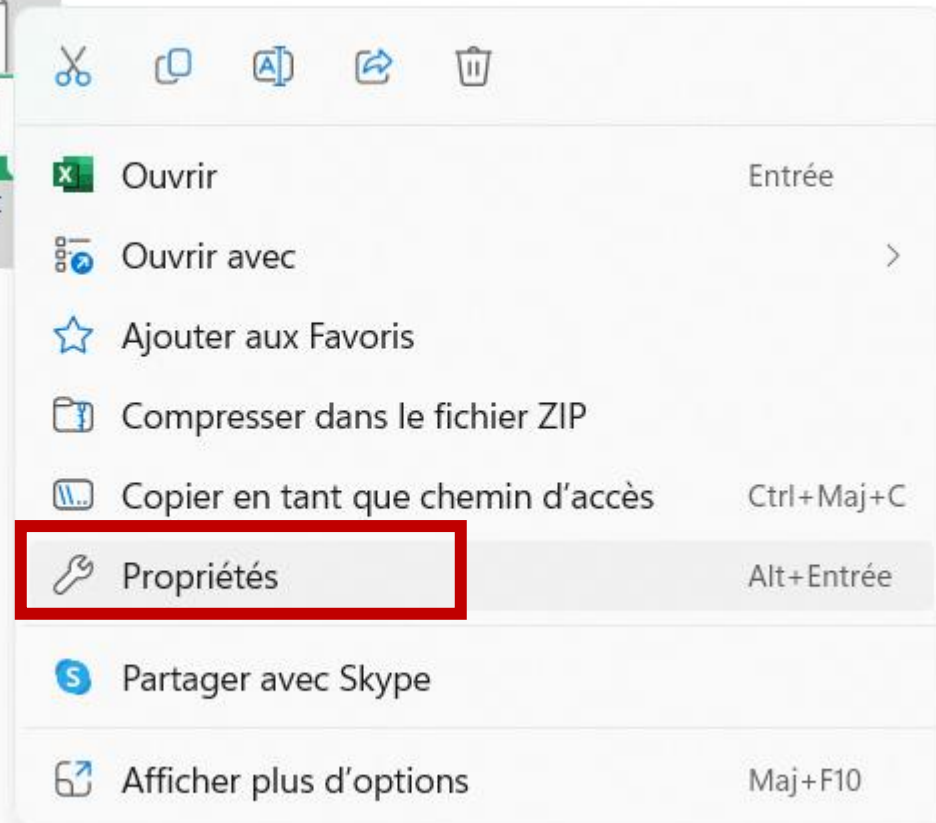 Ouvrir Entrée
Ouvrir avec
Ajouter aux Favoris
Compresser dans le fichier ZIP
Copier en tant que chemin d’accès Ctrl+Maj+C
Propriétés Alt+Entrée
Partager avec Skype
Afficher plus d’options Maj+F10